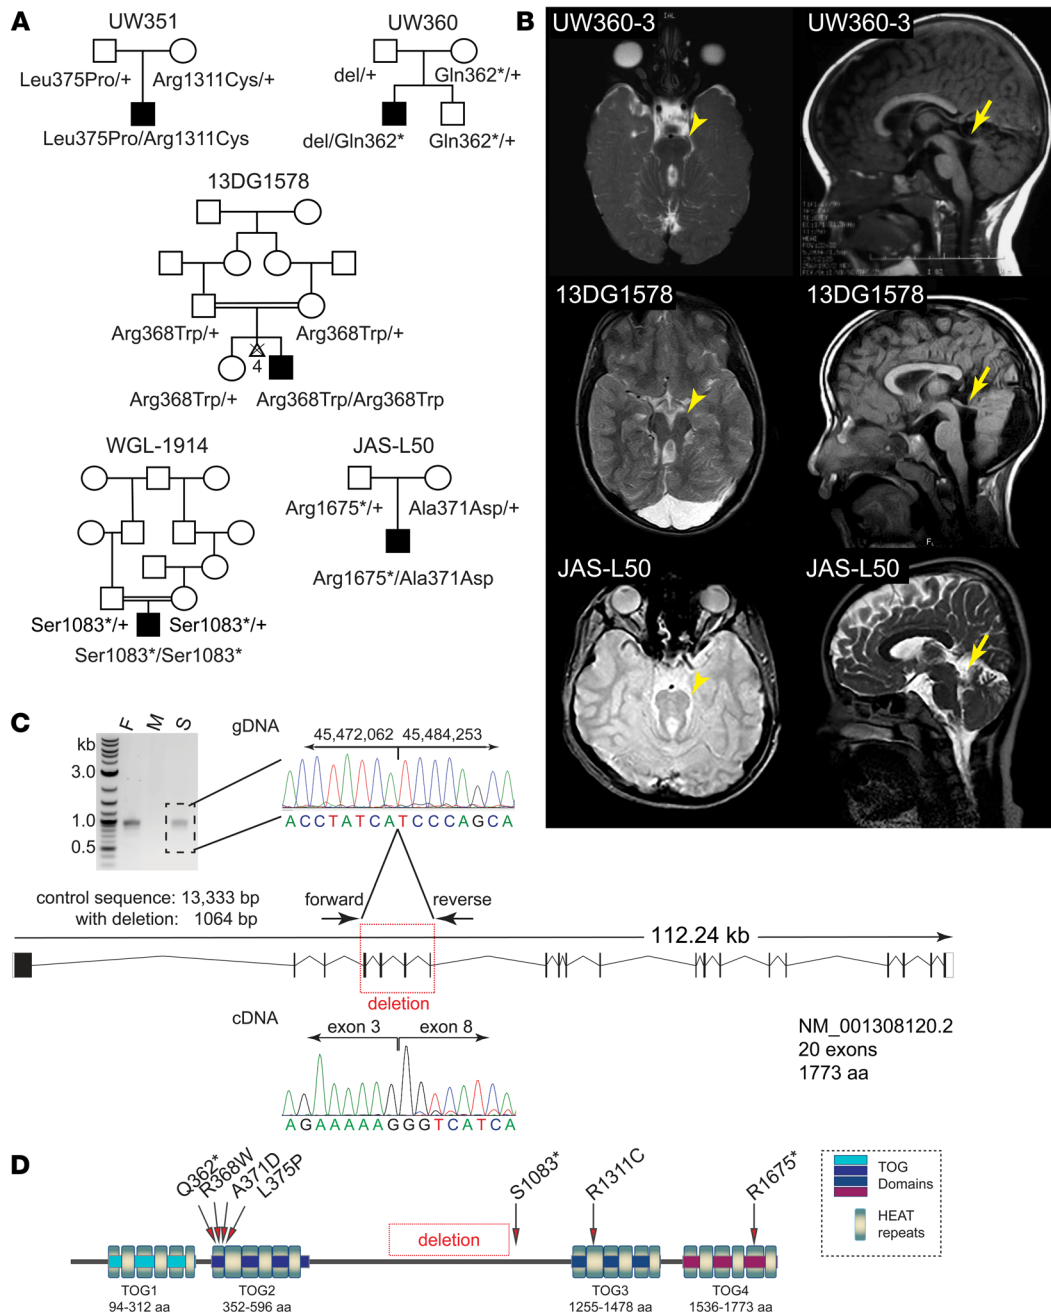 A
UW351
UW360
Leu375Pro/+
Arg1311Cys/+
del/+
Gln362*/+
Leu375Pro/Arg1311Cys
del/Gln362*
Gln362*/+
13DG1578
Arg368Trp/+
Arg368Trp/+
4
Arg368Trp/+
Arg368Trp/Arg368Trp
WGL-1914
JAS-L50
Arg1675*/+
Ala371Asp/+
Arg1675*/Ala371Asp
Ser1083*/+
Ser1083*/+
Ser1083*/Ser1083*
B
UW360-3
UW360-3
13DG1578
13DG1578
JAS-L50
JAS-L50
C
F M S
gDNA
kb
3.0
1.0
0.5
45,472,062 45,484,253
ACCTATCATCCCAGCA
control sequence: 13,333 bp
with deletion: 1064 bp
forward
reverse
112.24 kb
deletion
cDNA
exon 3 exon 8
AGAAAAAGGGTCATCA
NM_001308120.2
20 exons
1773 aa
D
Q362*
R368W
A371D
L375P
S1083*
R1311C
R1675*
deletion
TOG
Domains
HEAT
repeats
TOG1
94-312 aa
TOG2
352-596 aa
TOG3
1255-1478 aa
TOG4
1536-1773 aa